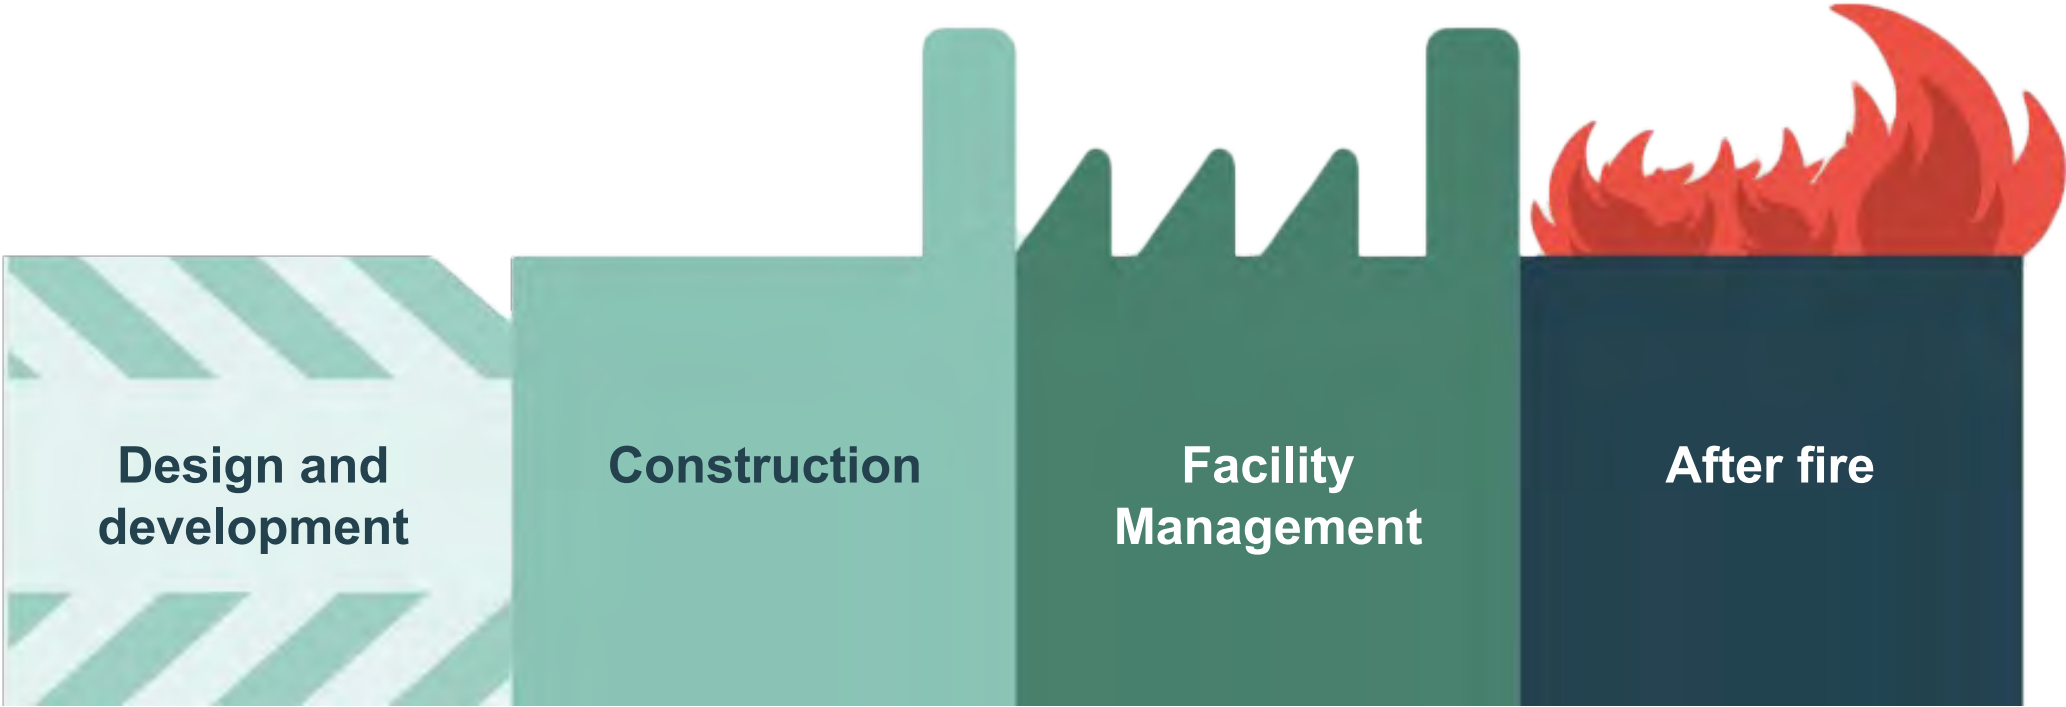 Design and
development
Construction
Facility
Management
After fire